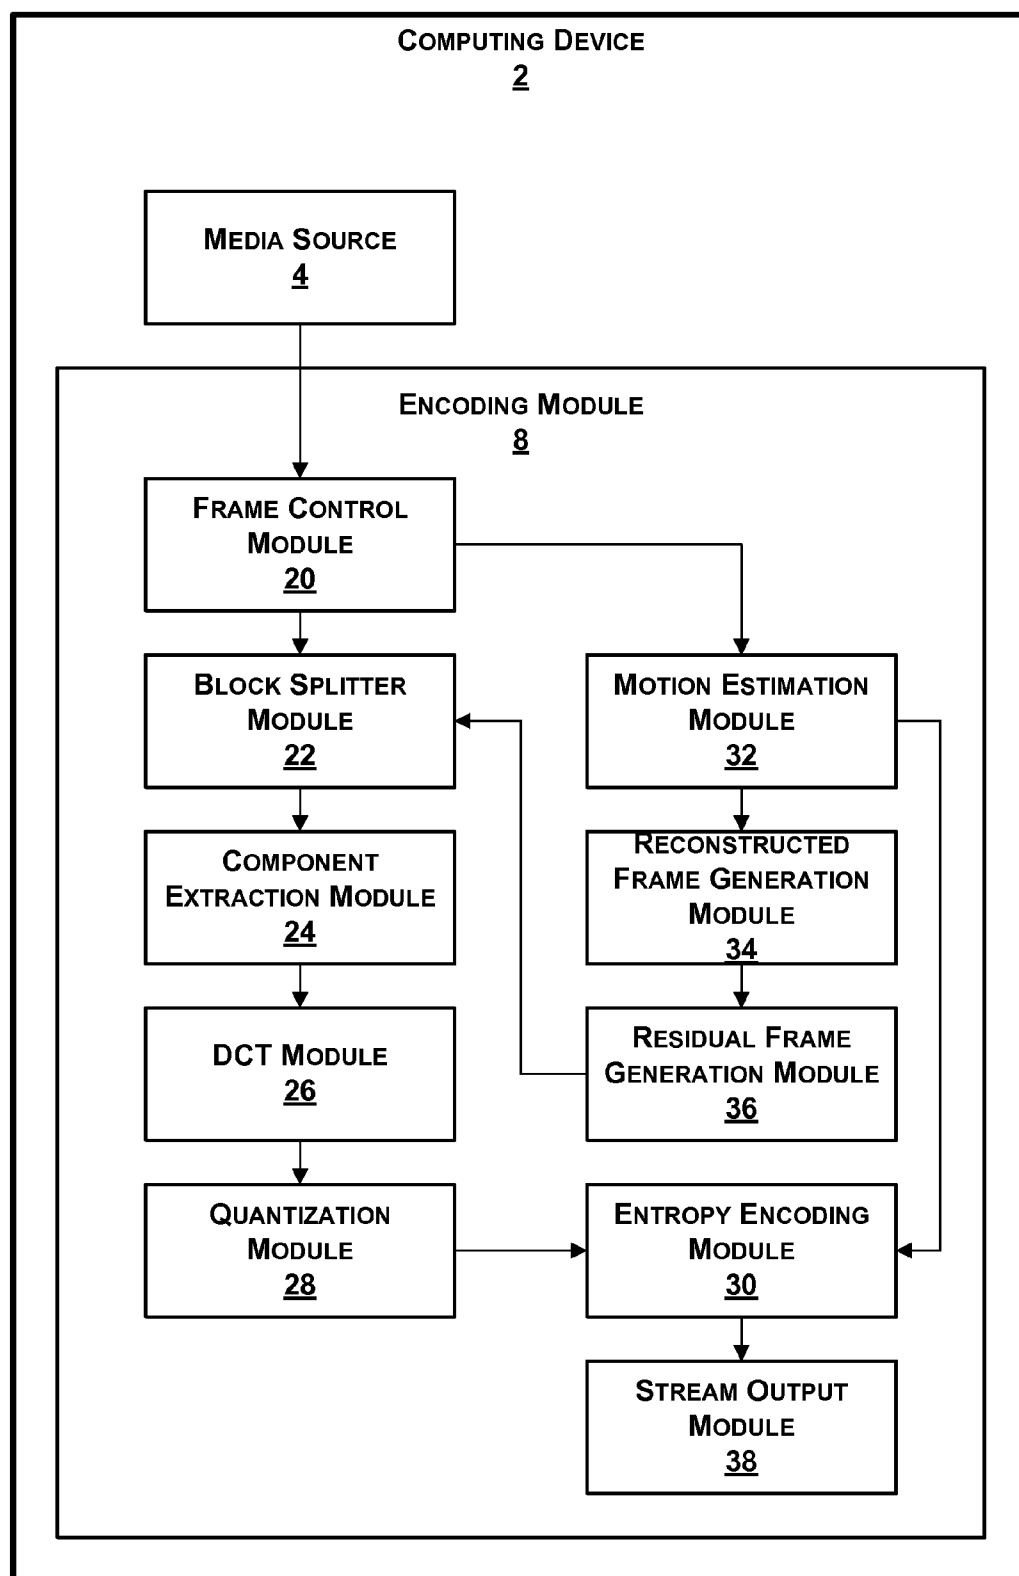 COMPUTING DEVICE
2
MEDIA SOURCE
4
ENCODING MODULE
8
FRAME CONTROL
MODULE
20
BLOCK SPLITTER
MODULE
22
MOTION ESTIMATION
MODULE
32
COMPONENT
EXTRACTION MODULE
24
RECONSTRUCTED
FRAME GENERATION
MODULE
34
DCT MODULE
26
RESIDUAL FRAME
GENERATION MODULE
36
QUANTIZATION
MODULE
28
ENTROPY ENCODING
MODULE
30
STREAM OUTPUT
MODULE
38